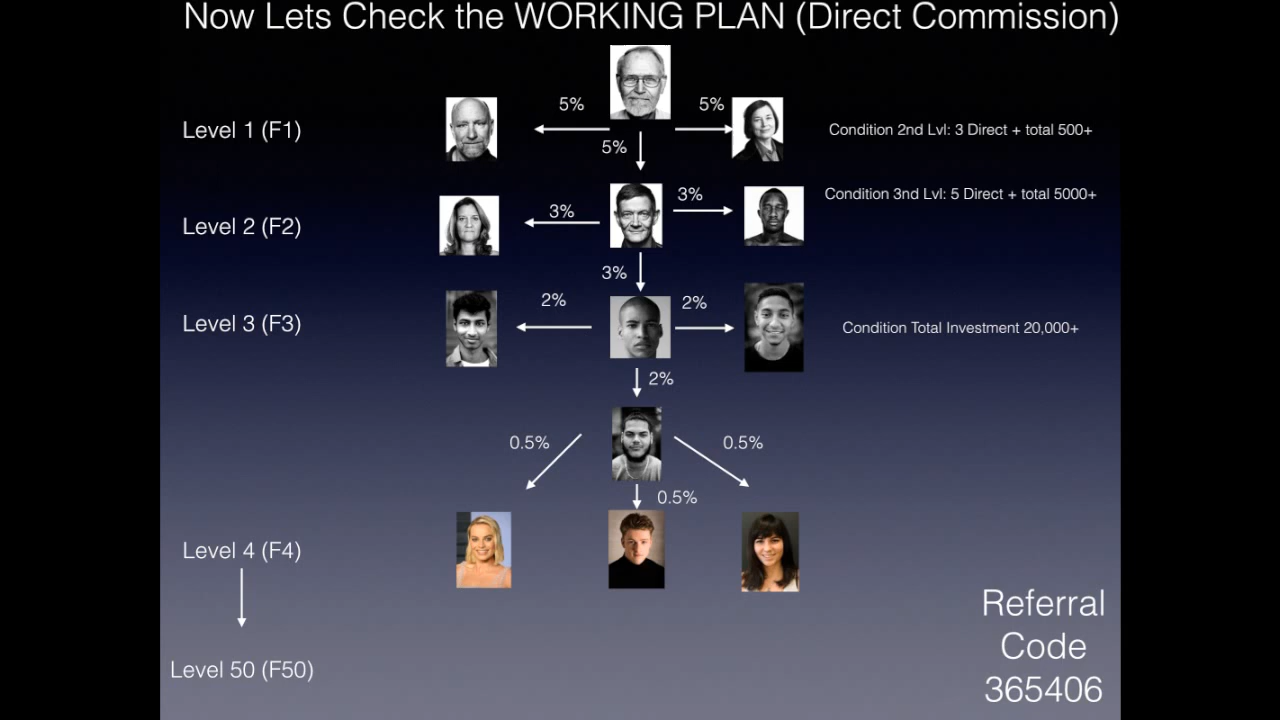 Now Lets Check the WORKING PLAN (Direct Commission)
5%
5%
Level 1 (F1)
Condition 2nd Lvl: 3 Direct + total 500+
5%
3%
Condition 3nd Lvl: 5 Direct + total 5000+
3%
Level 2 (F2)
3%
2%
2%
Level 3 (F3)
Condition Total Investment 20,000+
2%
0.5%
0.5%
0.5%
Level 4 (F4)
Level 50 (F50)
Referral
Code
365406